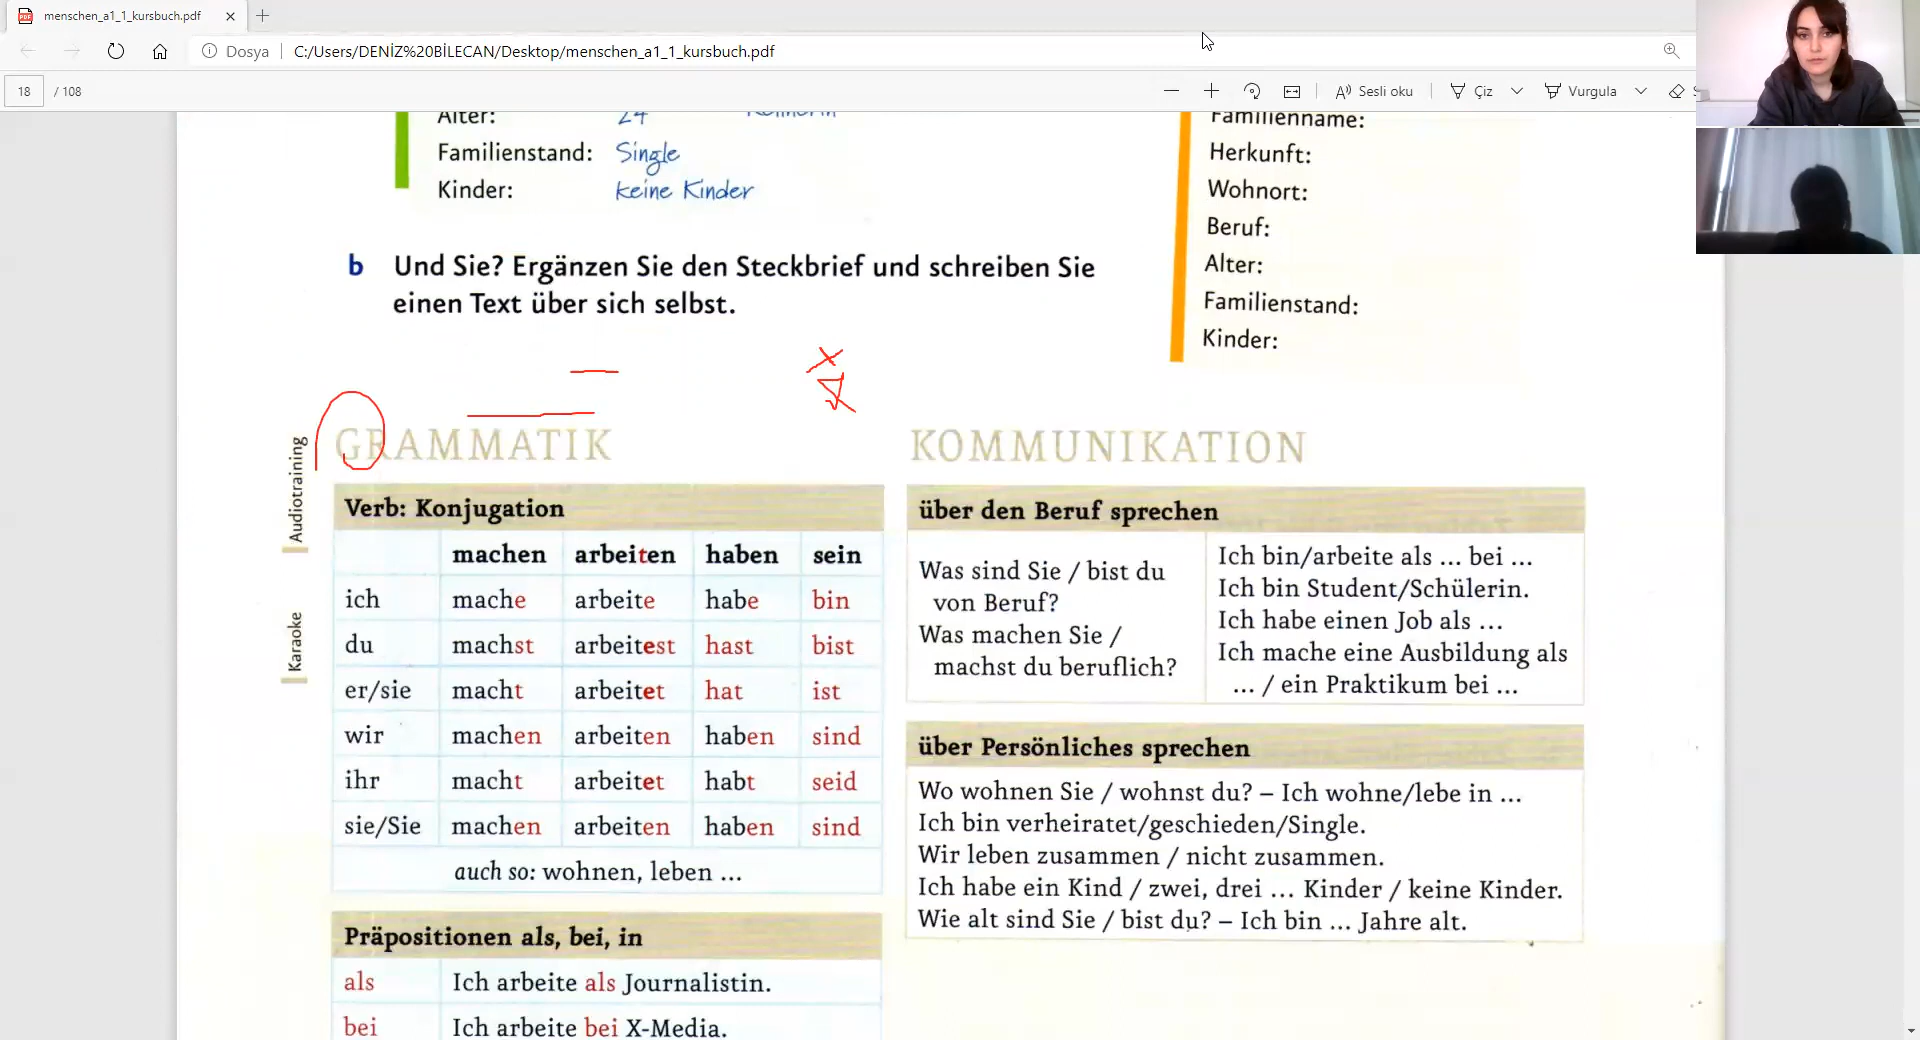 menschen_a1_1_kursbuch.pdf
Dosya
C:/Users/DENİZ%20BİLECAN/Desktop/menschen_a1_1_kursbuch.pdf
18 / 108
Sesli oku
Çiz
Vurgula
Alter: 24
Familienstand: Single
Kinder: keine Kinder
Familienname:
Herkunft:
Wohnort:
Beruf:
Alter:
Familienstand:
Kinder:
b Und Sie? Ergänzen Sie den Steckbrief und schreiben Sie
einen Text über sich selbst.
Audiotraining
Karaoke
GRAMMATIK
Verb: Konjugation
machen arbeiten haben sein
ich mache arbeite habe bin
du machst arbeitest hast bist
er/sie macht arbeitet hat ist
wir machen arbeiten haben sind
ihr macht arbeitet habt seid
sie/Sie machen arbeiten haben sind
auch so: wohnen, leben ...
Präpositionen als, bei, in
als Ich arbeite als Journalistin.
bei Ich arbeite bei X-Media.
KOMMUNIKATION
über den Beruf sprechen
Was sind Sie / bist du
von Beruf?
Was machen Sie /
machst du beruflich?
Ich bin/arbeite als ... bei ...
Ich bin Student/Schülerin.
Ich habe einen Job als ...
Ich mache eine Ausbildung als
... / ein Praktikum bei ...
über Persönliches sprechen
Wo wohnen Sie / wohnst du? – Ich wohne/lebe in ...
Ich bin verheiratet/geschieden/Single.
Wir leben zusammen / nicht zusammen.
Ich habe ein Kind / zwei, drei ... Kinder / keine Kinder.
Wie alt sind Sie / bist du? – Ich bin ... Jahre alt.